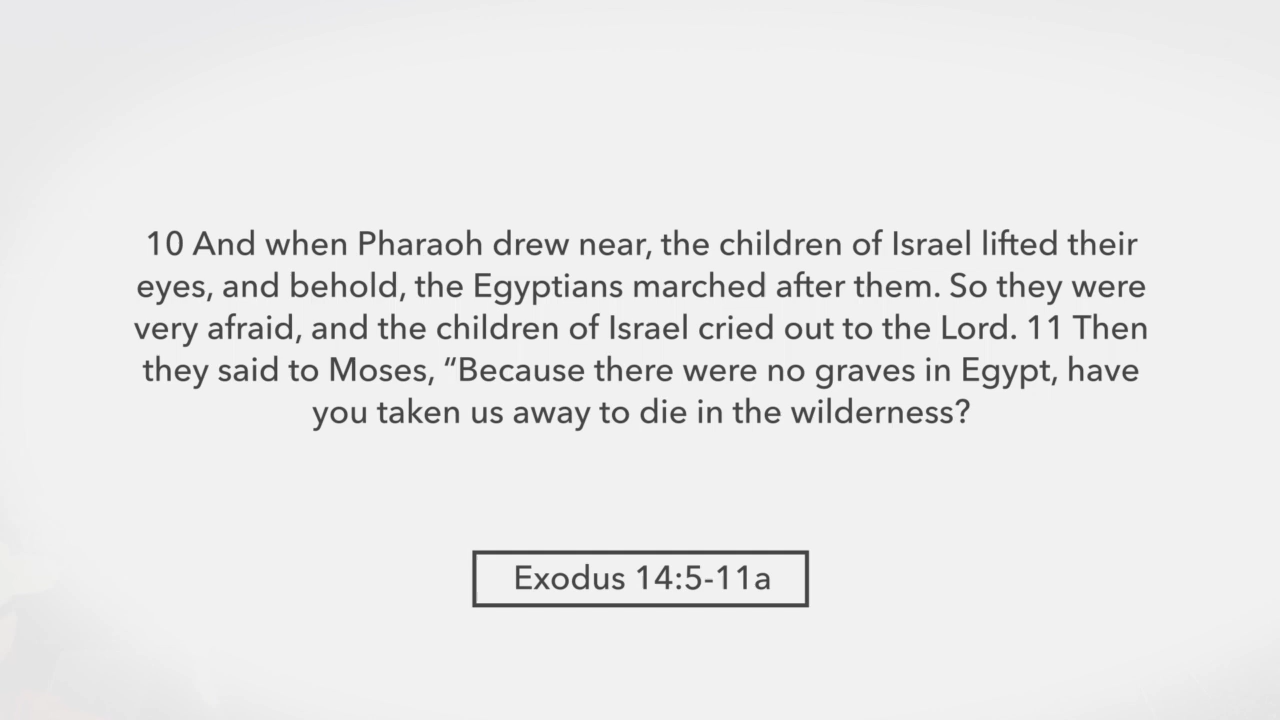 10 And when Pharaoh drew near, the children of Israel lifted their
eyes, and behold, the Egyptians marched after them. So they were
very afraid, and the children of Israel cried out to the Lord. 11 Then
they said to Moses, “Because there were no graves in Egypt, have
you taken us away to die in the wilderness?
Exodus 14:5-11a